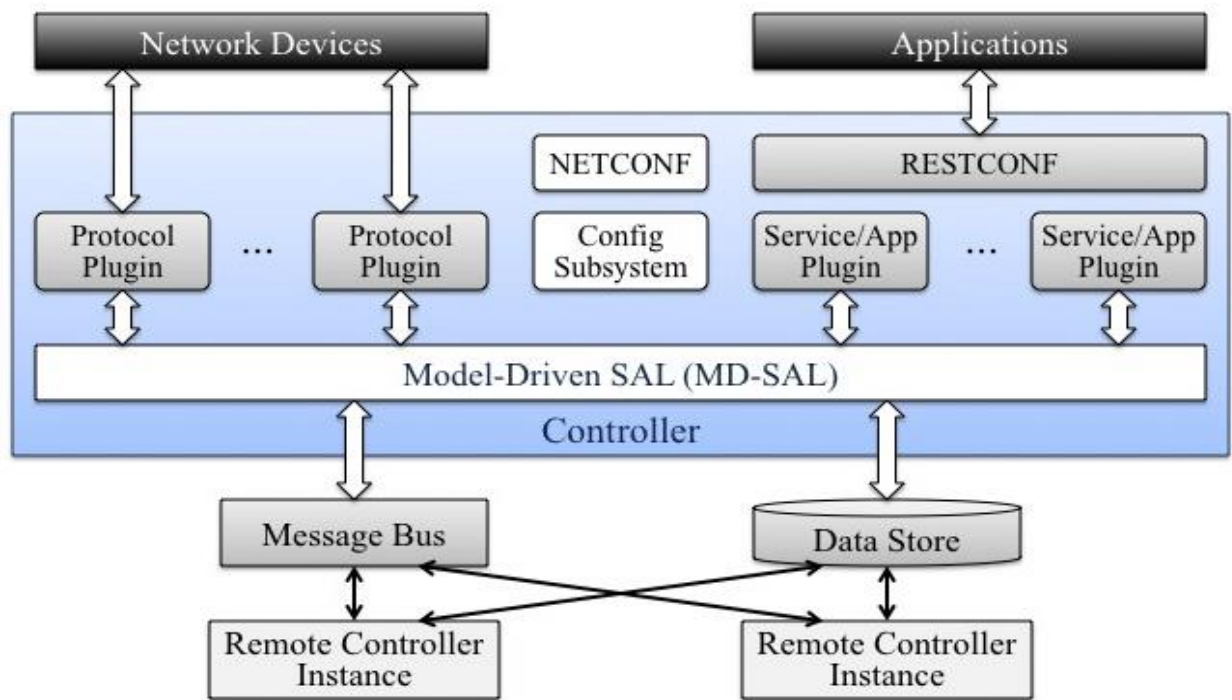 Network Devices
Applications
NETCONF
RESTCONF
Protocol
Plugin
...
Protocol
Plugin
Config
Subsystem
Service/App
Plugin
...
Service/App
Plugin
Model-Driven SAL (MD-SAL)
Controller
Message Bus
Data Store
Remote Controller
Instance
Remote Controller
Instance